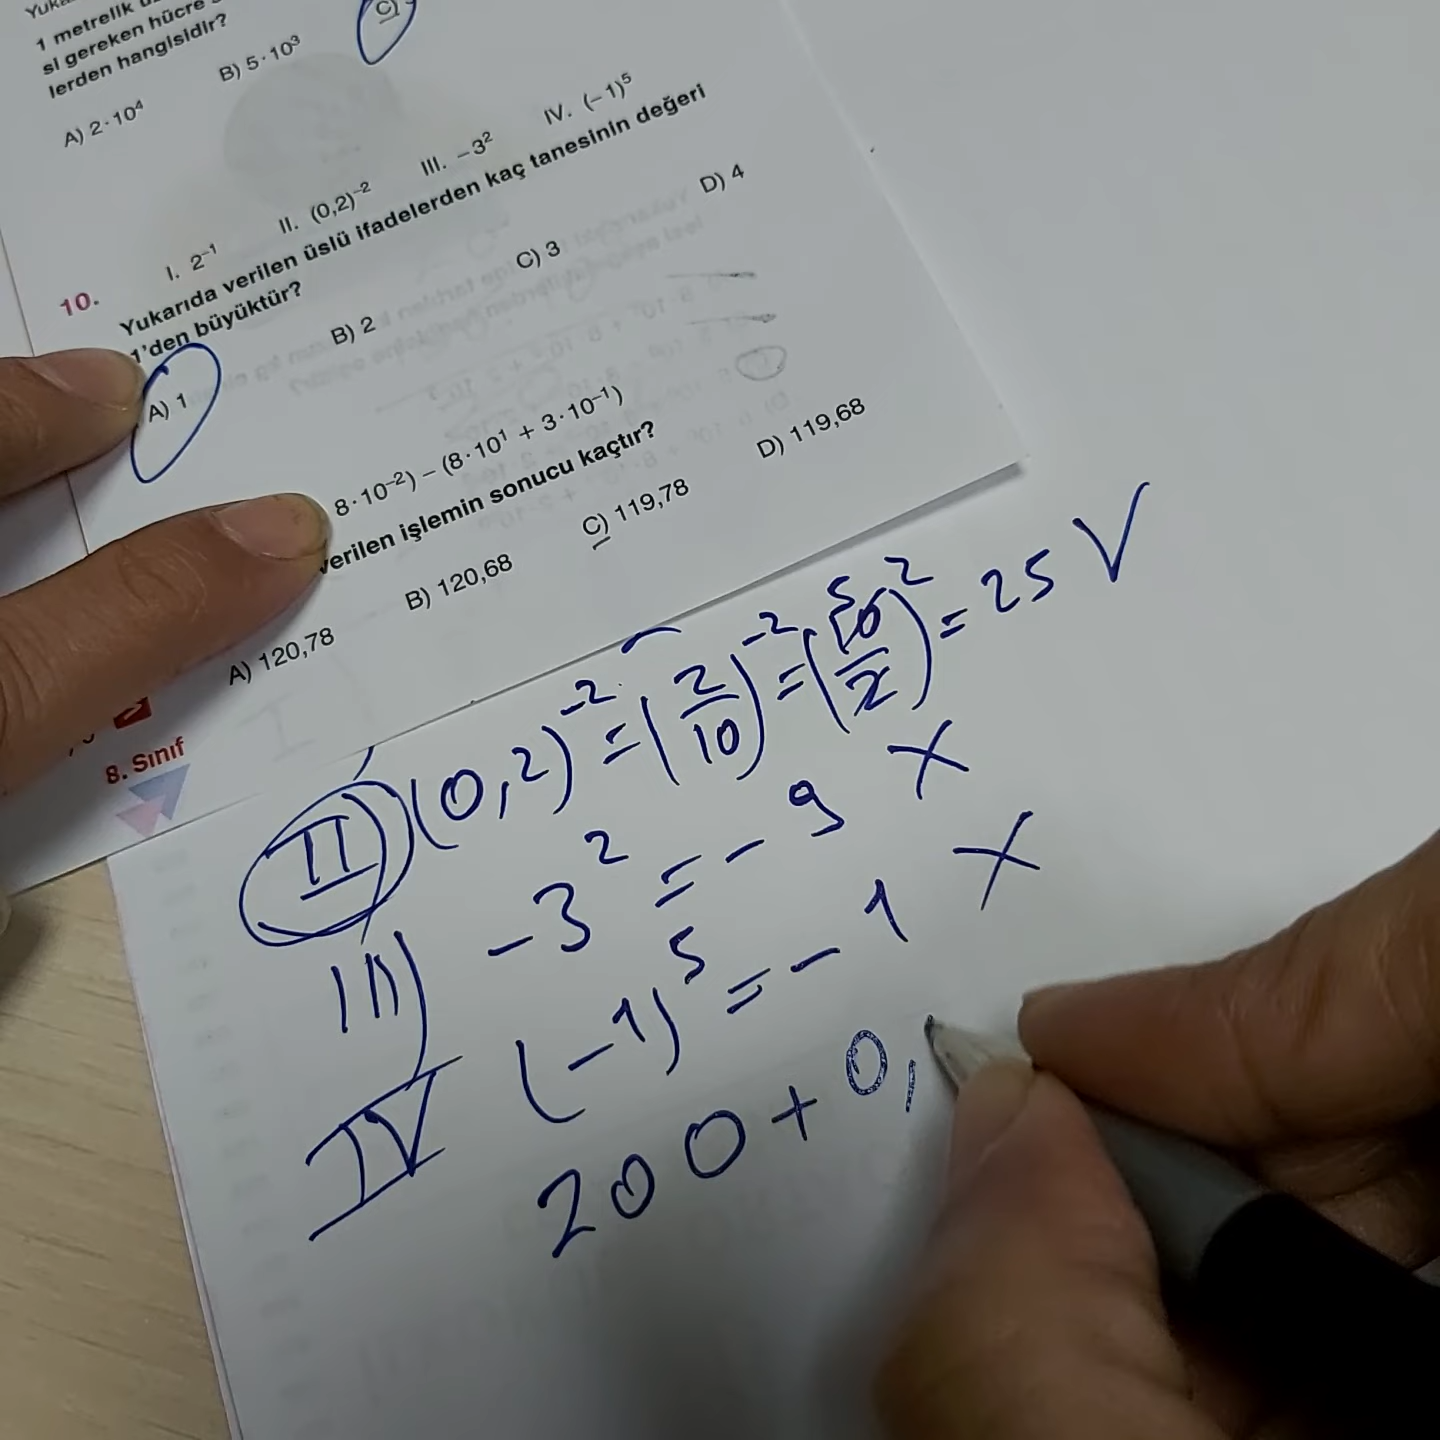 1 metrelik
si gereken hücre
lerden hangisidir?
A) 2·10⁴ B) 5·10³ C)
10. I. 2⁻¹ II. (0,2)⁻² III. –3² IV. (–1)⁵
Yukarıda verilen üslü ifadelerden kaç tanesinin değeri
1'den büyüktür?
A) 1 B) 2 C) 3 D) 4
8·10⁻²) – (8·10¹ + 3·10⁻¹)
verilen işlemin sonucu kaçtır?
A) 120,78 B) 120,68 C) 119,78 D) 119,68
8. Sınıf
II) (0,2)⁻² = (2/10)⁻² = (10/2)² = 25 √
5
III) -3² = -9 X
IV (-1)⁵ = -1 X
200 + 0,